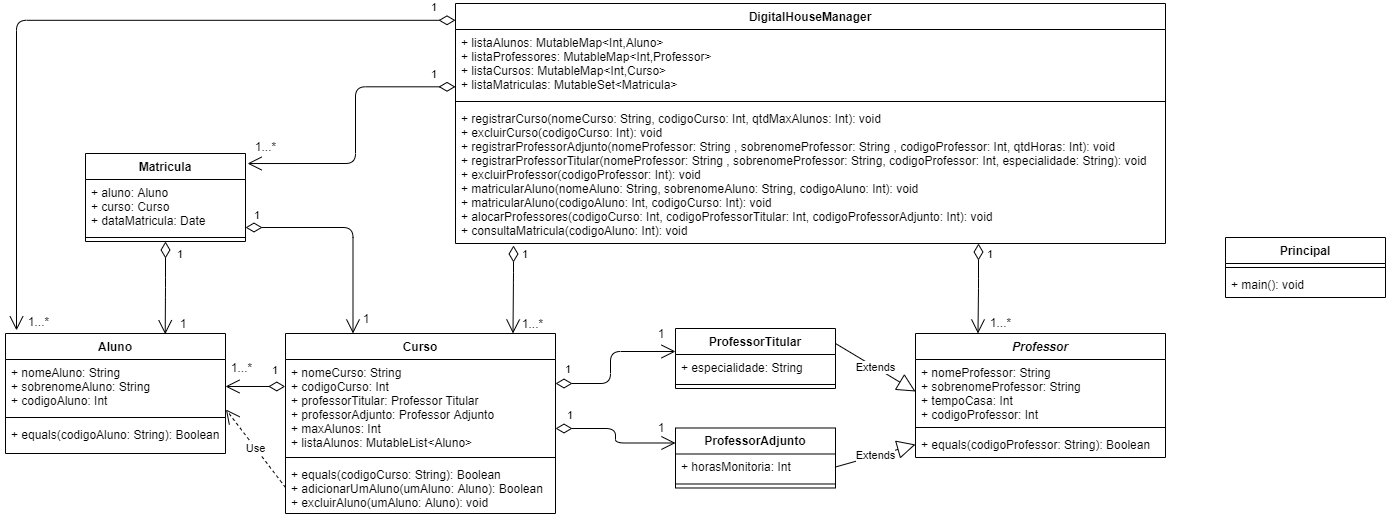 1
DigitalHouseManager
+ listaAlunos: MutableMap<Int,Aluno>
+ listaProfessores: MutableMap<Int,Professor>
+ listaCursos: MutableMap<Int,Curso>
+ listaMatriculas: MutableSet<Matricula>
1
+ registrarCurso(nomeCurso: String, codigoCurso: Int, qtdMaxAlunos: Int): void
+ excluirCurso(codigoCurso: Int): void
+ registrarProfessorAdjunto(nomeProfessor: String , sobrenomeProfessor: String , codigoProfessor: Int, qtdHoras: Int): void
+ registrarProfessorTitular(nomeProfessor: String , sobrenomeProfessor: String, codigoProfessor: Int, especialidade: String): void
+ excluirProfessor(codigoProfessor: Int): void
+ matricularAluno(nomeAluno: String, sobrenomeAluno: String, codigoAluno: Int): void
+ matricularAluno(codigoAluno: Int, codigoCurso: Int): void
+ alocarProfessores(codigoCurso: Int, codigoProfessorTitular: Int, codigoProfessorAdjunto: Int): void
+ consultaMatricula(codigoAluno: Int): void
1...*
Matricula
+ aluno: Aluno
+ curso: Curso
+ dataMatricula: Date
1
1
1
1
Principal
+ main(): void
1...*
1
1
1...*
1...*
Aluno
+ nomeAluno: String
+ sobrenomeAluno: String
+ codigoAluno: Int
+ equals(codigoAluno: String): Boolean
1...*
1
Use
Curso
+ nomeCurso: String
+ codigoCurso: Int
+ professorTitular: Professor Titular
+ professorAdjunto: Professor Adjunto
+ maxAlunos: Int
+ listaAlunos: MutableList<Aluno>
+ equals(codigoCurso: String): Boolean
+ adicionarUmAluno(umAluno: Aluno): Boolean
+ excluirAluno(umAluno: Aluno): void
1
1
1
1
ProfessorTitular
+ especialidade: String
Extends
ProfessorAdjunto
+ horasMonitoria: Int
Extends
Professor
+ nomeProfessor: String
+ sobrenomeProfessor: String
+ tempoCasa: Int
+ codigoProfessor: Int
+ equals(codigoProfessor: String): Boolean